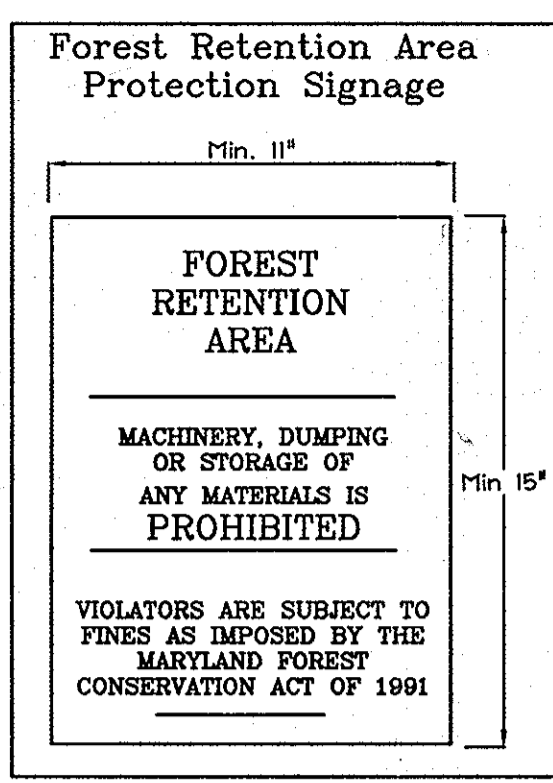 Forest Retention Area
Protection Signage
Min. 11"
FOREST
RETENTION
AREA
MACHINERY, DUMPING
OR STORAGE OF
ANY MATERIALS IS
PROHIBITED
Min 15"
VIOLATORS ARE SUBJECT TO
FINES AS IMPOSED BY THE
MARYLAND FOREST
CONSERVATION ACT OF 1991